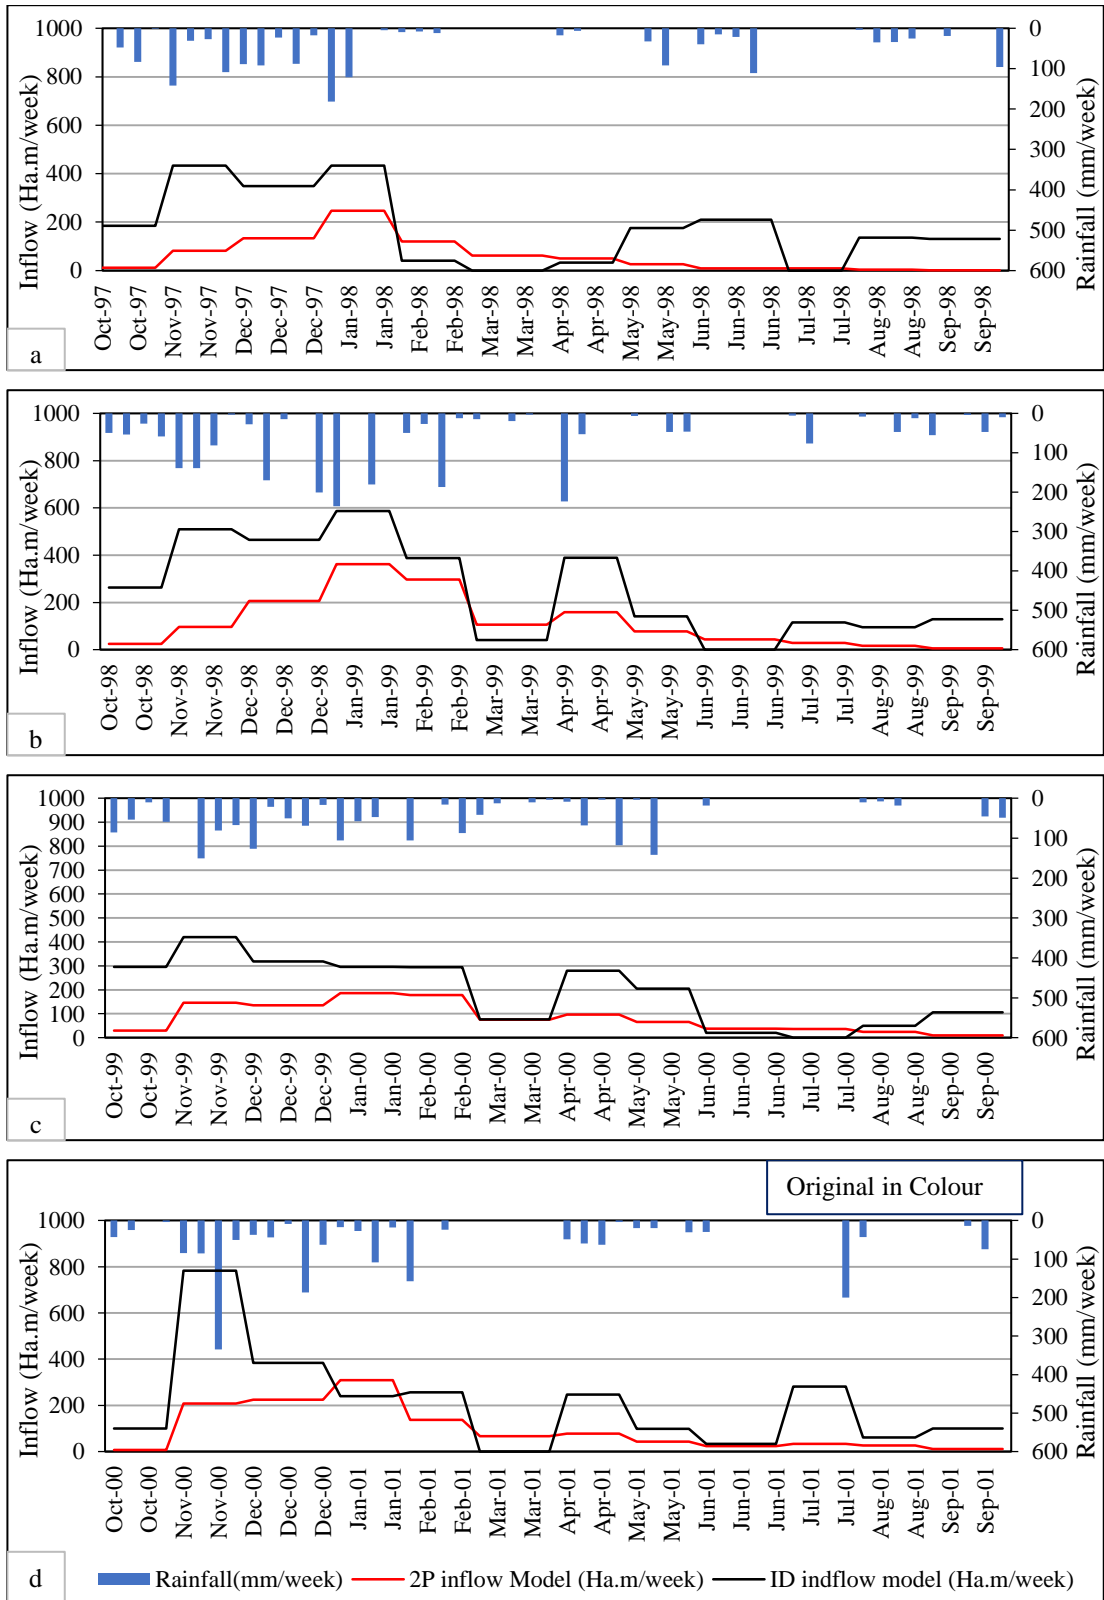 1000
800
600
400
200
0
Inflow (Ha.m/week)
0
100
200
300
400
500
600
Rainfall (mm/week)
Oct-97
Oct-97
Nov-97
Nov-97
Dec-97
Dec-97
Dec-97
Jan-98
Jan-98
Feb-98
Feb-98
Mar-98
Mar-98
Apr-98
Apr-98
May-98
May-98
Jun-98
Jun-98
Jun-98
Jul-98
Jul-98
Aug-98
Aug-98
Sep-98
Sep-98
a
1000
800
600
400
200
0
Inflow (Ha.m/week)
0
100
200
300
400
500
600
Rainfall (mm/week)
Oct-98
Oct-98
Nov-98
Nov-98
Dec-98
Dec-98
Dec-98
Jan-99
Jan-99
Feb-99
Feb-99
Mar-99
Mar-99
Apr-99
Apr-99
May-99
May-99
Jun-99
Jun-99
Jun-99
Jul-99
Jul-99
Aug-99
Aug-99
Sep-99
Sep-99
b
1000
900
800
700
600
500
400
300
200
100
0
Inflow (Ha.m/week)
0
100
200
300
400
500
600
Rainfall (mm/week)
Oct-99
Oct-99
Nov-99
Nov-99
Dec-99
Dec-99
Dec-99
Jan-00
Jan-00
Feb-00
Feb-00
Mar-00
Mar-00
Apr-00
Apr-00
May-00
May-00
Jun-00
Jun-00
Jun-00
Jul-00
Jul-00
Aug-00
Aug-00
Sep-00
Sep-00
c
Original in Colour
1000
800
600
400
200
0
Inflow (Ha.m/week)
0
100
200
300
400
500
600
Rainfall (mm/week)
Oct-00
Oct-00
Nov-00
Nov-00
Dec-00
Dec-00
Dec-00
Jan-01
Jan-01
Feb-01
Feb-01
Mar-01
Mar-01
Apr-01
Apr-01
May-01
May-01
Jun-01
Jun-01
Jun-01
Jul-01
Jul-01
Aug-01
Aug-01
Sep-01
Sep-01
d
Rainfall(mm/week) 2P inflow Model (Ha.m/week) ID indflow model (Ha.m/week)